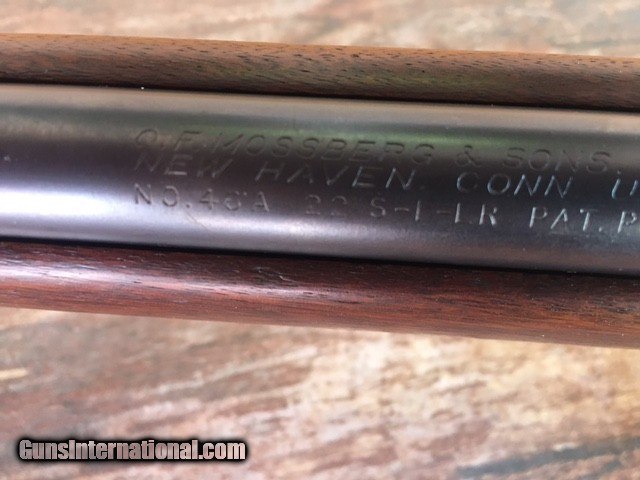 O.F. MOSSBERG & SONS.
NEW HAVEN. CONN U
NO.46A 22 S-L-LR PAT. P
GunsInternational.com